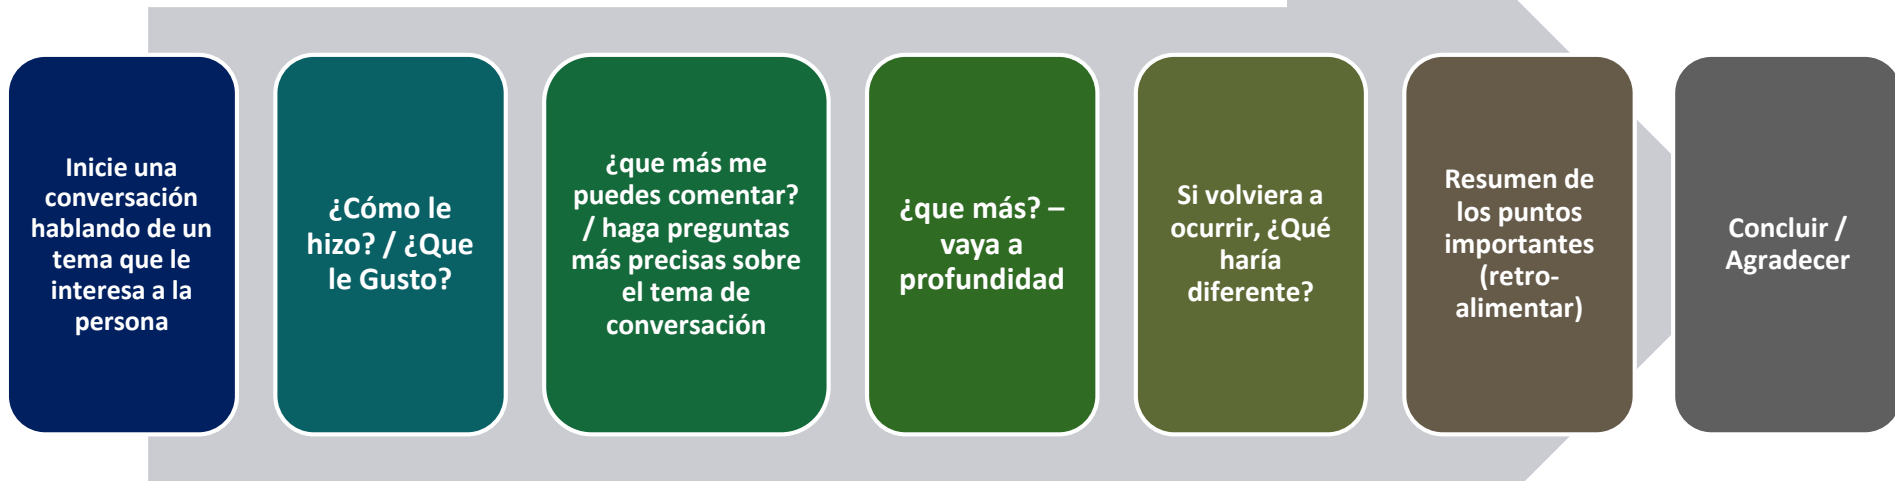 Inicie una
conversación
hablando de un
tema que le
interesa a la
persona
¿Cómo le
hizo? / ¿Que
le Gusto?
¿que más me
puedes comentar?
/ haga preguntas
más precisas sobre
el tema de
conversación
¿que más? –
vaya a
profundidad
Si volviera a
ocurrir, ¿Qué
haría
diferente?
Resumen de
los puntos
importantes
(retro-
alimentar)
Concluir /
Agradecer